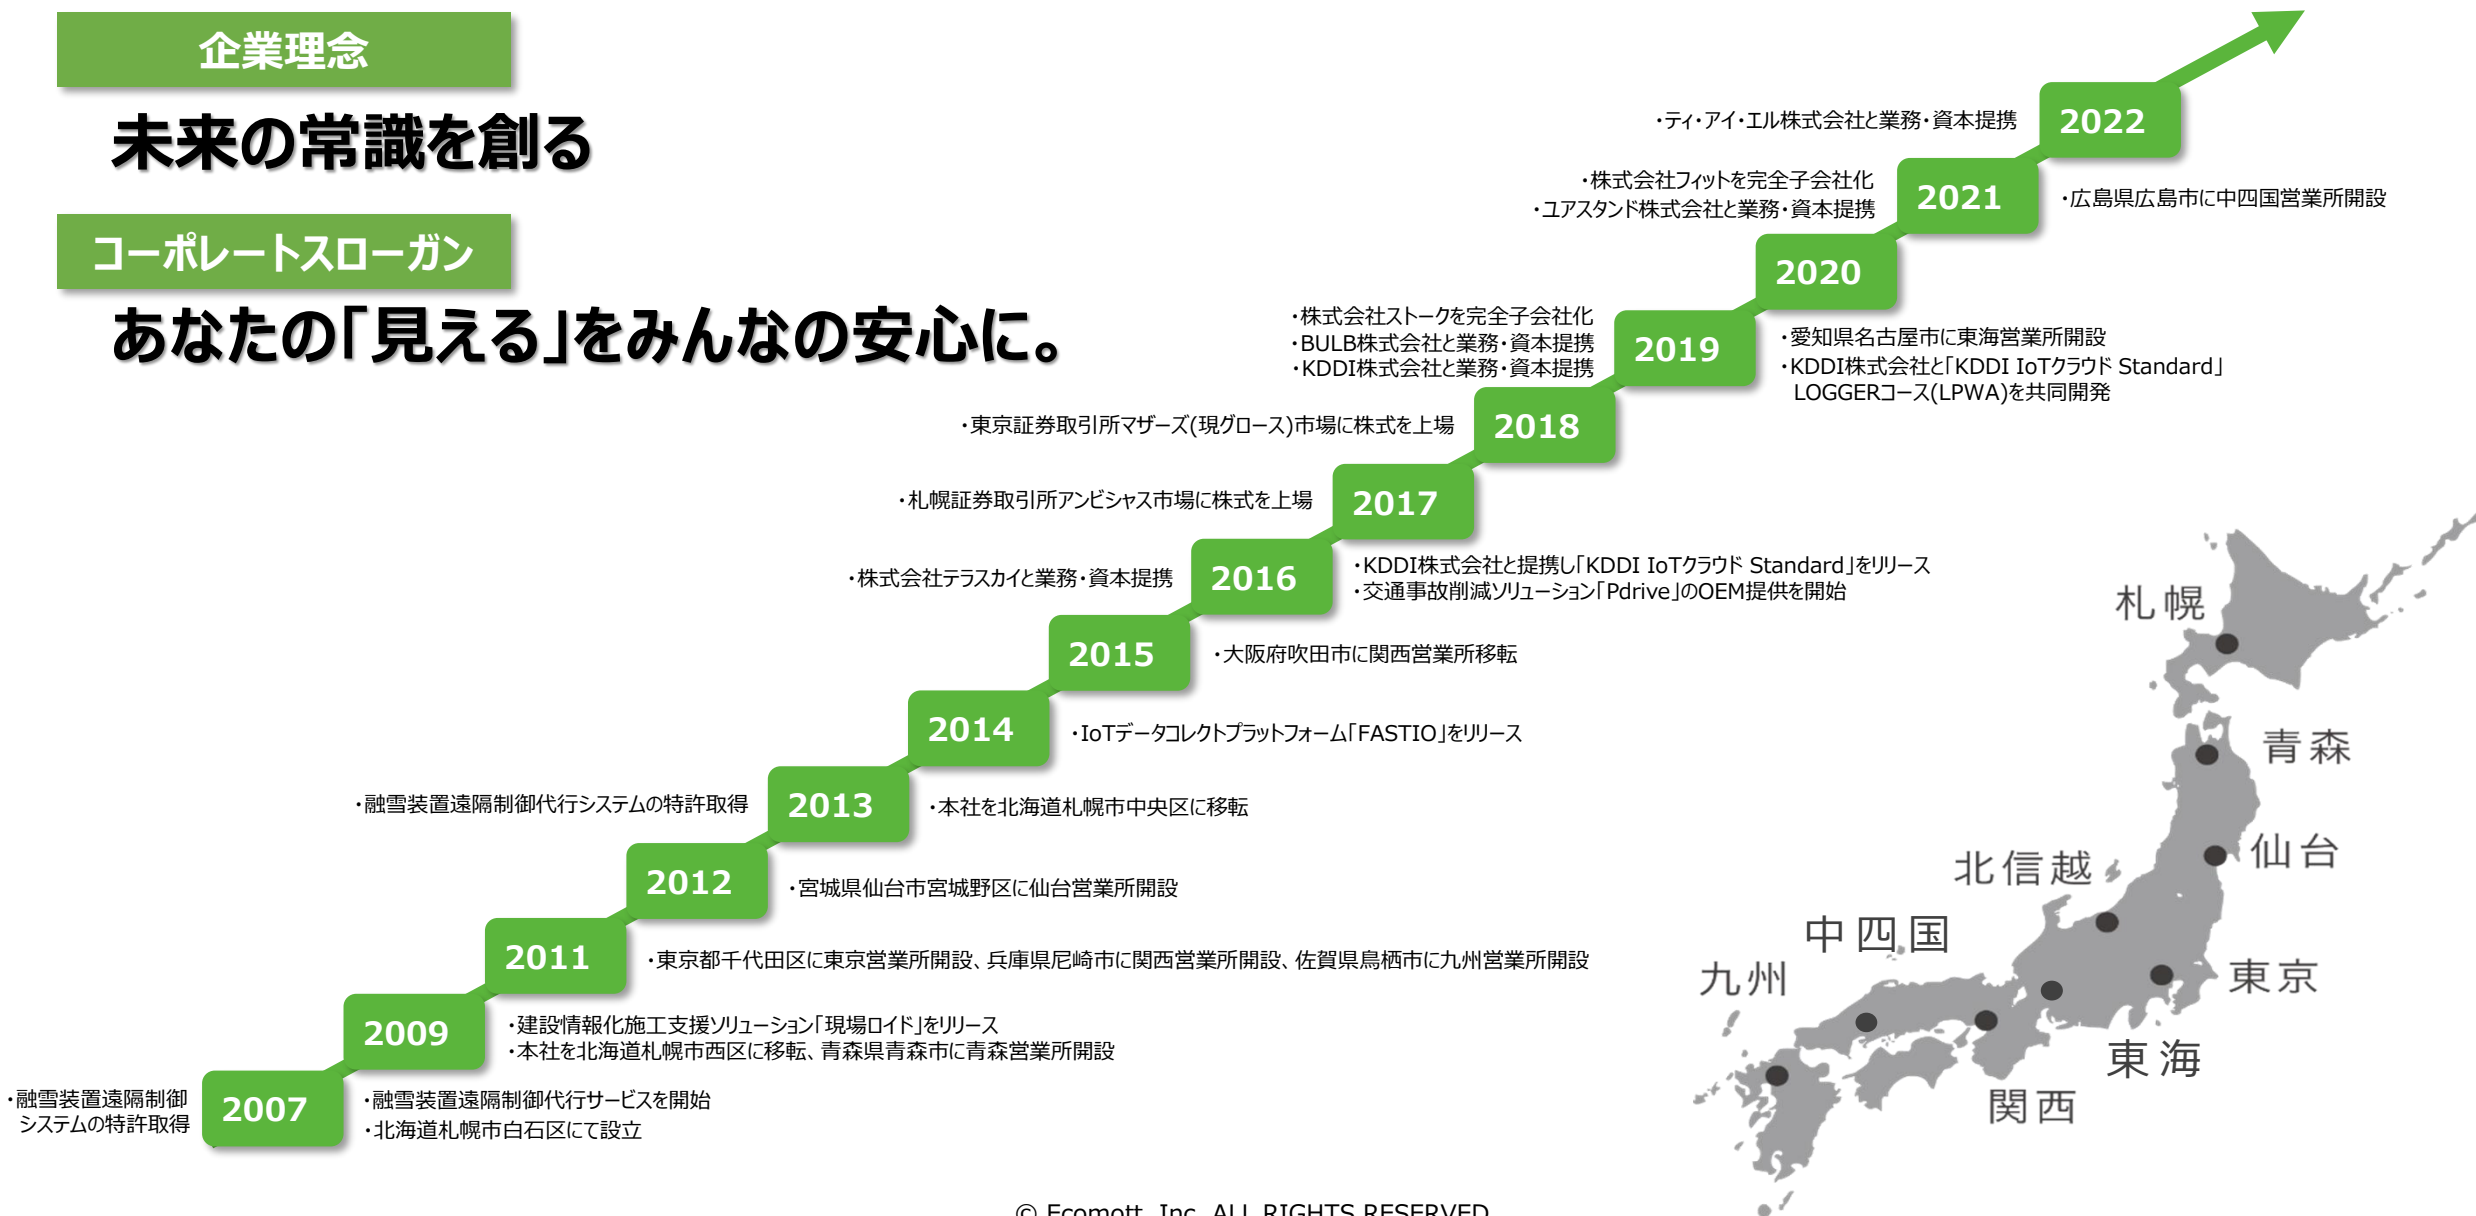 企業理念
未来の常識を創る
コーポレートスローガン
あなたの「見える」をみんなの安心に。
2022
・ティ・アイ・エル株式会社と業務・資本提携
2021
・株式会社フィットを完全子会社化
・ユアスタンド株式会社と業務・資本提携
・広島県広島市に中四国営業所開設
2020
2019
・株式会社ストークを完全子会社化
・BULB株式会社と業務・資本提携
・KDDI株式会社と業務・資本提携
・愛知県名古屋市に東海営業所開設
・KDDI株式会社と「KDDI IoTクラウド Standard」
LOGGERコース(LPWA)を共同開発
2018
・東京証券取引所マザーズ(現グロース)市場に株式を上場
2017
・札幌証券取引所アンビシャス市場に株式を上場
2016
・株式会社テラスカイと業務・資本提携
・KDDI株式会社と提携し「KDDI IoTクラウド Standard」をリリース
・交通事故削減ソリューション「Pdrive」のOEM提供を開始
2015
・大阪府吹田市に関西営業所移転
2014
・IoTデータコレクトプラットフォーム「FASTIO」をリリース
2013
・融雪装置遠隔制御代行システムの特許取得
・本社を北海道札幌市中央区に移転
2012
・宮城県仙台市宮城野区に仙台営業所開設
2011
・東京都千代田区に東京営業所開設、兵庫県尼崎市に関西営業所開設、佐賀県鳥栖市に九州営業所開設
2009
・建設情報化施工支援ソリューション「現場ロイド」をリリース
・本社を北海道札幌市西区に移転、青森県青森市に青森営業所開設
2007
・融雪装置遠隔制御
システムの特許取得
・融雪装置遠隔制御代行サービスを開始
・北海道札幌市白石区にて設立
札幌
青森
仙台
北信越
中四国
九州
東京
東海
関西
© Ecomott, Inc. ALL RIGHTS RESERVED